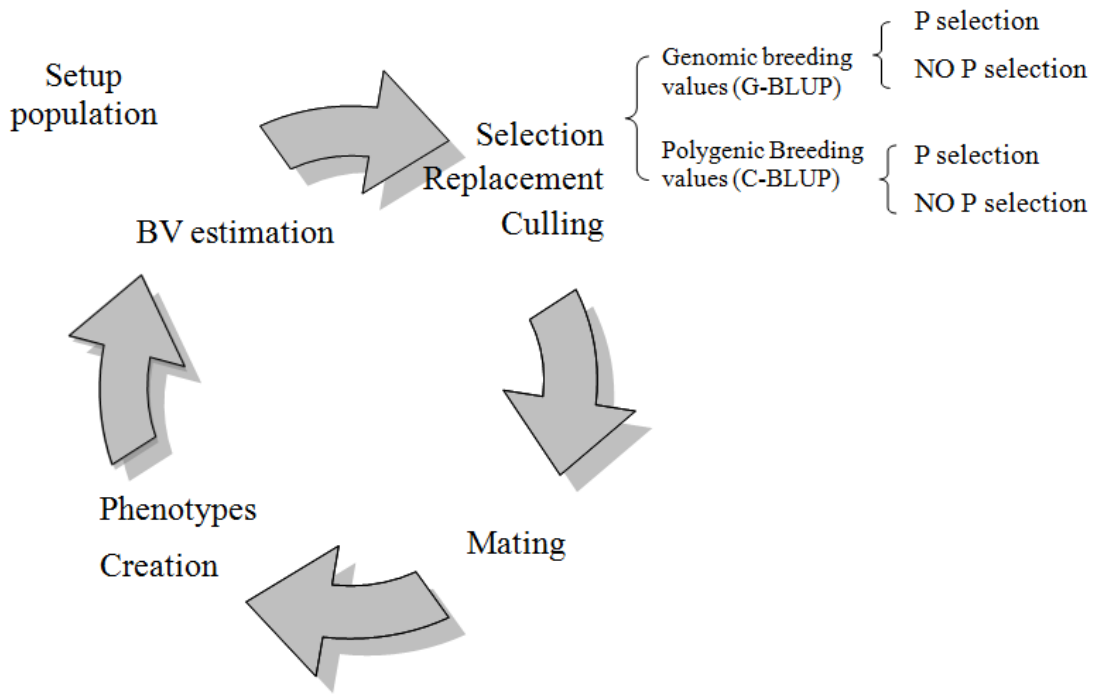 Setup
population
BV estimation
Selection
Replacement
Culling
Genomic breeding
values (G-BLUP)
P selection
NO P selection
Polygenic Breeding
values (C-BLUP)
P selection
NO P selection
Mating
Phenotypes
Creation